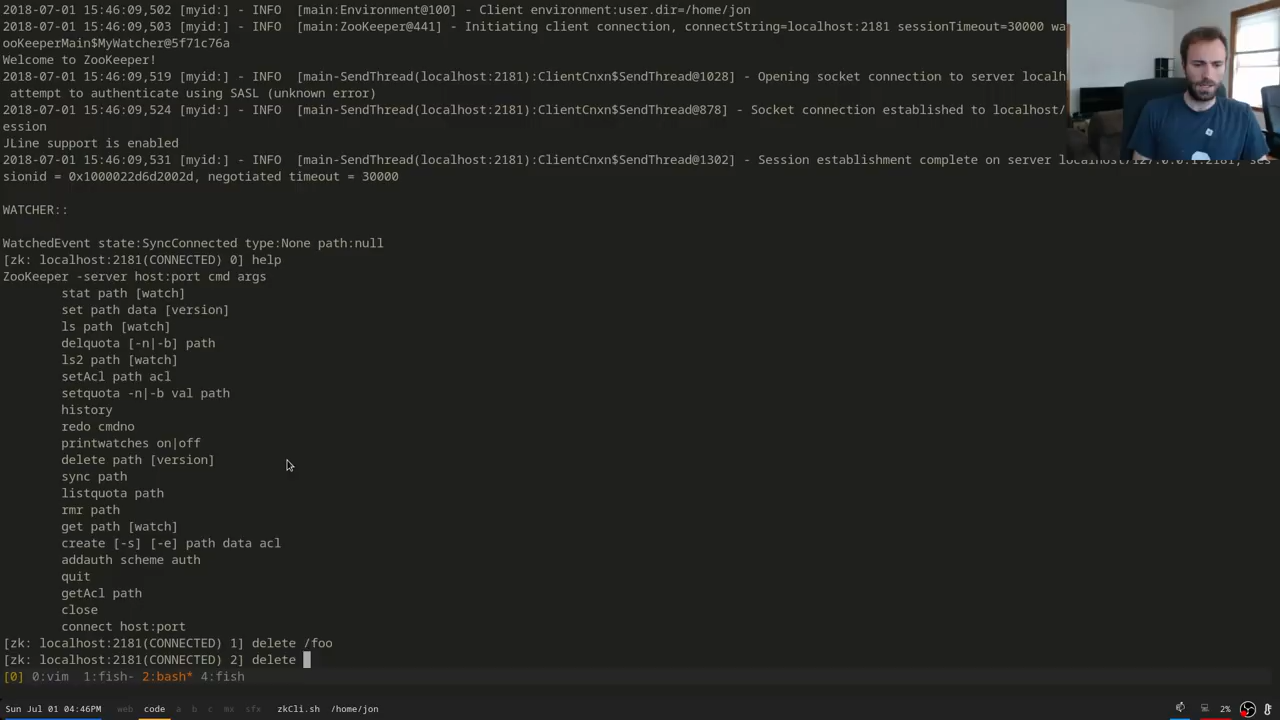 2018-07-01 15:46:09,502 [myid:] - INFO  [main:Environment@100] - Client environment:user.dir=/home/jon
2018-07-01 15:46:09,503 [myid:] - INFO  [main:ZooKeeper@441] - Initiating client connection, connectString=localhost:2181 sessionTimeout=30000 wa
ooKeeperMain$MyWatcher@5f71c76a
Welcome to ZooKeeper!
2018-07-01 15:46:09,519 [myid:] - INFO  [main-SendThread(localhost:2181):ClientCnxn$SendThread@1028] - Opening socket connection to server localh
 attempt to authenticate using SASL (unknown error)
2018-07-01 15:46:09,524 [myid:] - INFO  [main-SendThread(localhost:2181):ClientCnxn$SendThread@878] - Socket connection established to localhost/
ession
JLine support is enabled
2018-07-01 15:46:09,531 [myid:] - INFO  [main-SendThread(localhost:2181):ClientCnxn$SendThread@1302] - Session establishment complete on server localhost/127.0.0.1:2181, ses
sionid = 0x1000022d6d2002d, negotiated timeout = 30000
WATCHER::
WatchedEvent state:SyncConnected type:None path:null
[zk: localhost:2181(CONNECTED) 0] help
ZooKeeper -server host:port cmd args
stat path [watch]
set path data [version]
ls path [watch]
delquota [-n|-b] path
ls2 path [watch]
setAcl path acl
setquota -n|-b val path
history
redo cmdno
printwatches on|off
delete path [version]
sync path
listquota path
rmr path
get path [watch]
create [-s] [-e] path data acl
addauth scheme auth
quit
getAcl path
close
connect host:port
[zk: localhost:2181(CONNECTED) 1] delete /foo
[zk: localhost:2181(CONNECTED) 2] delete
[0] 0:vim  1:fish- 2:bash* 4:fish
Sun Jul 01 04:46PM web code a b c mx sfx zkCli.sh /home/jon 2%